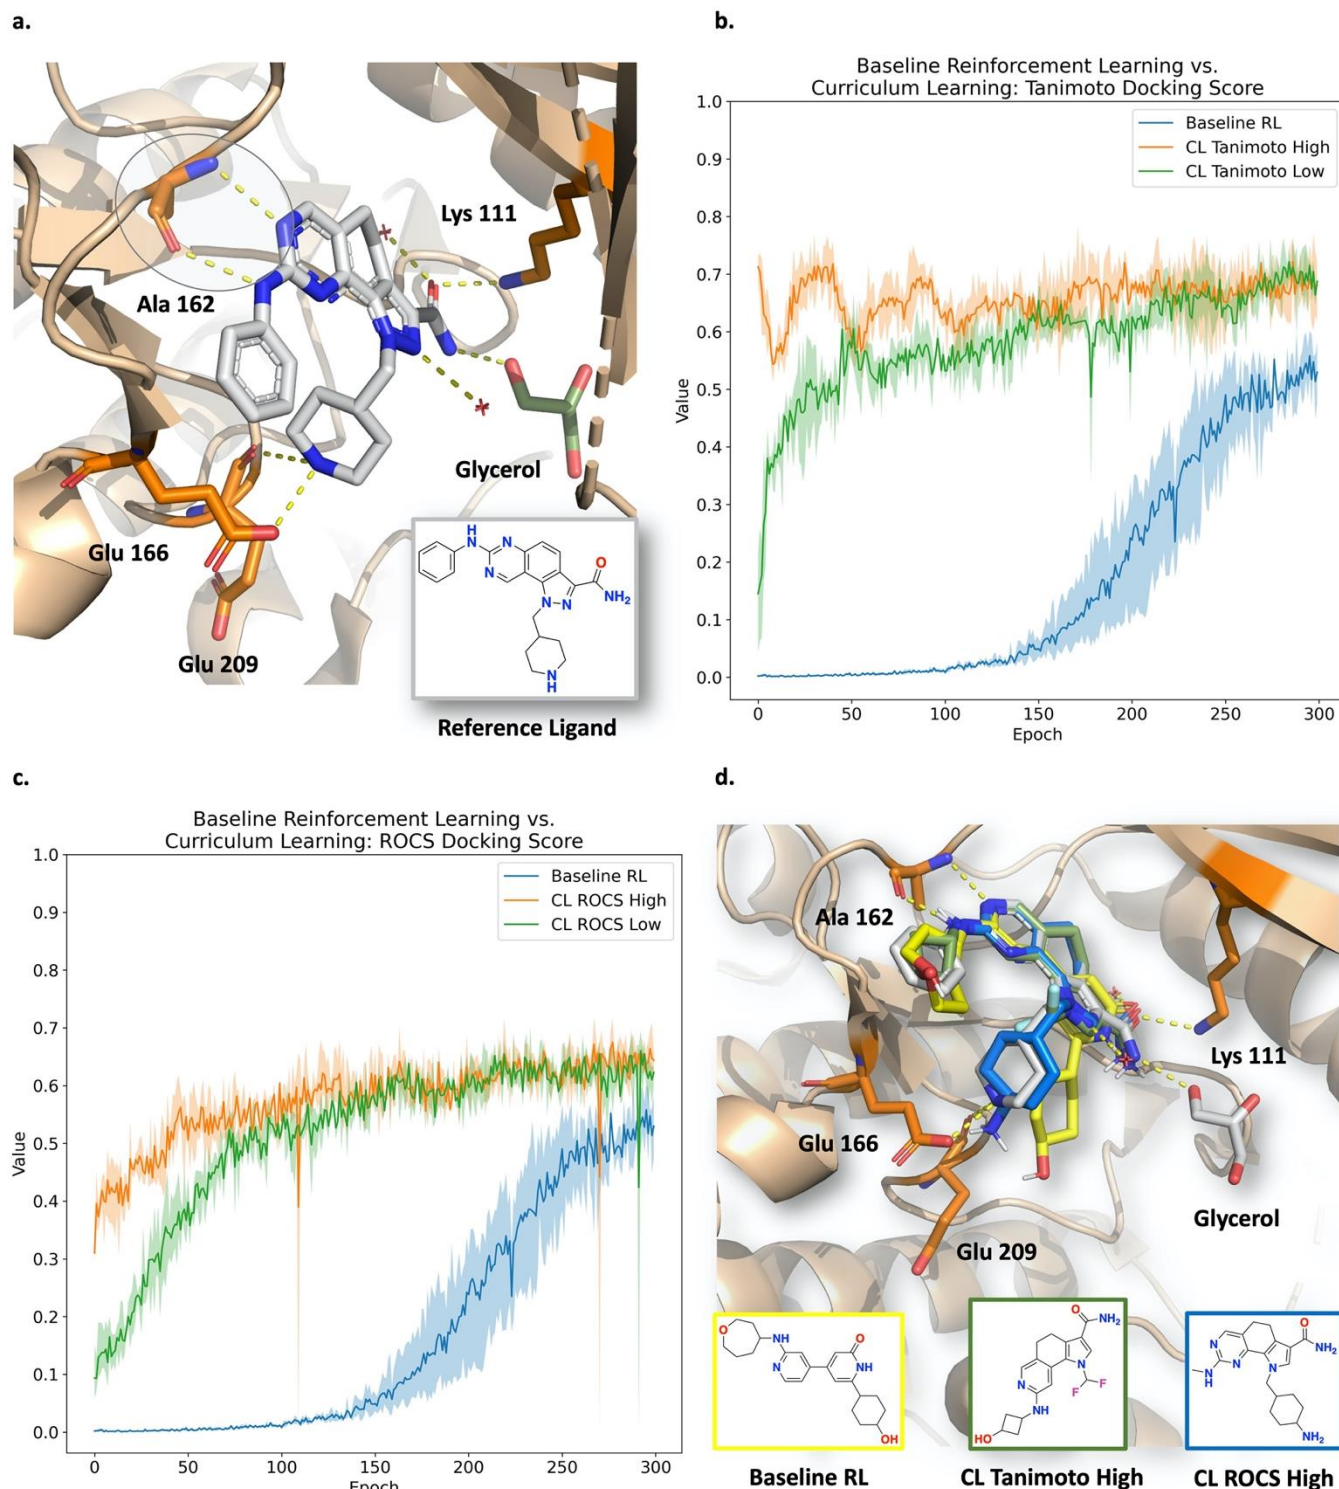 a.
Ala 162
Lys 111
Glycerol
Glu 166
Glu 209
H
N
N
N
O
NH2
N
N
N
H
Reference Ligand
b.
Baseline Reinforcement Learning vs.
Curriculum Learning: Tanimoto Docking Score
Baseline RL
CL Tanimoto High
CL Tanimoto Low
1.0
0.9
0.8
0.7
0.6
0.5
0.4
0.3
0.2
0.1
0.0
Value
0 50 100 150 200 250 300
Epoch
c.
Baseline Reinforcement Learning vs.
Curriculum Learning: ROCS Docking Score
Baseline RL
CL ROCS High
CL ROCS Low
1.0
0.9
0.8
0.7
0.6
0.5
0.4
0.3
0.2
0.1
0.0
Value
0 50 100 150 200 250 300
Epoch
d.
Ala 162
Lys 111
Glu 166
Glycerol
Glu 209
O
NH
N
O
NH
OH
Baseline RL
O
NH2
N
N
F
F
NH
HO
CL Tanimoto High
O
NH2
N
N
N
H
N
NH2
CL ROCS High